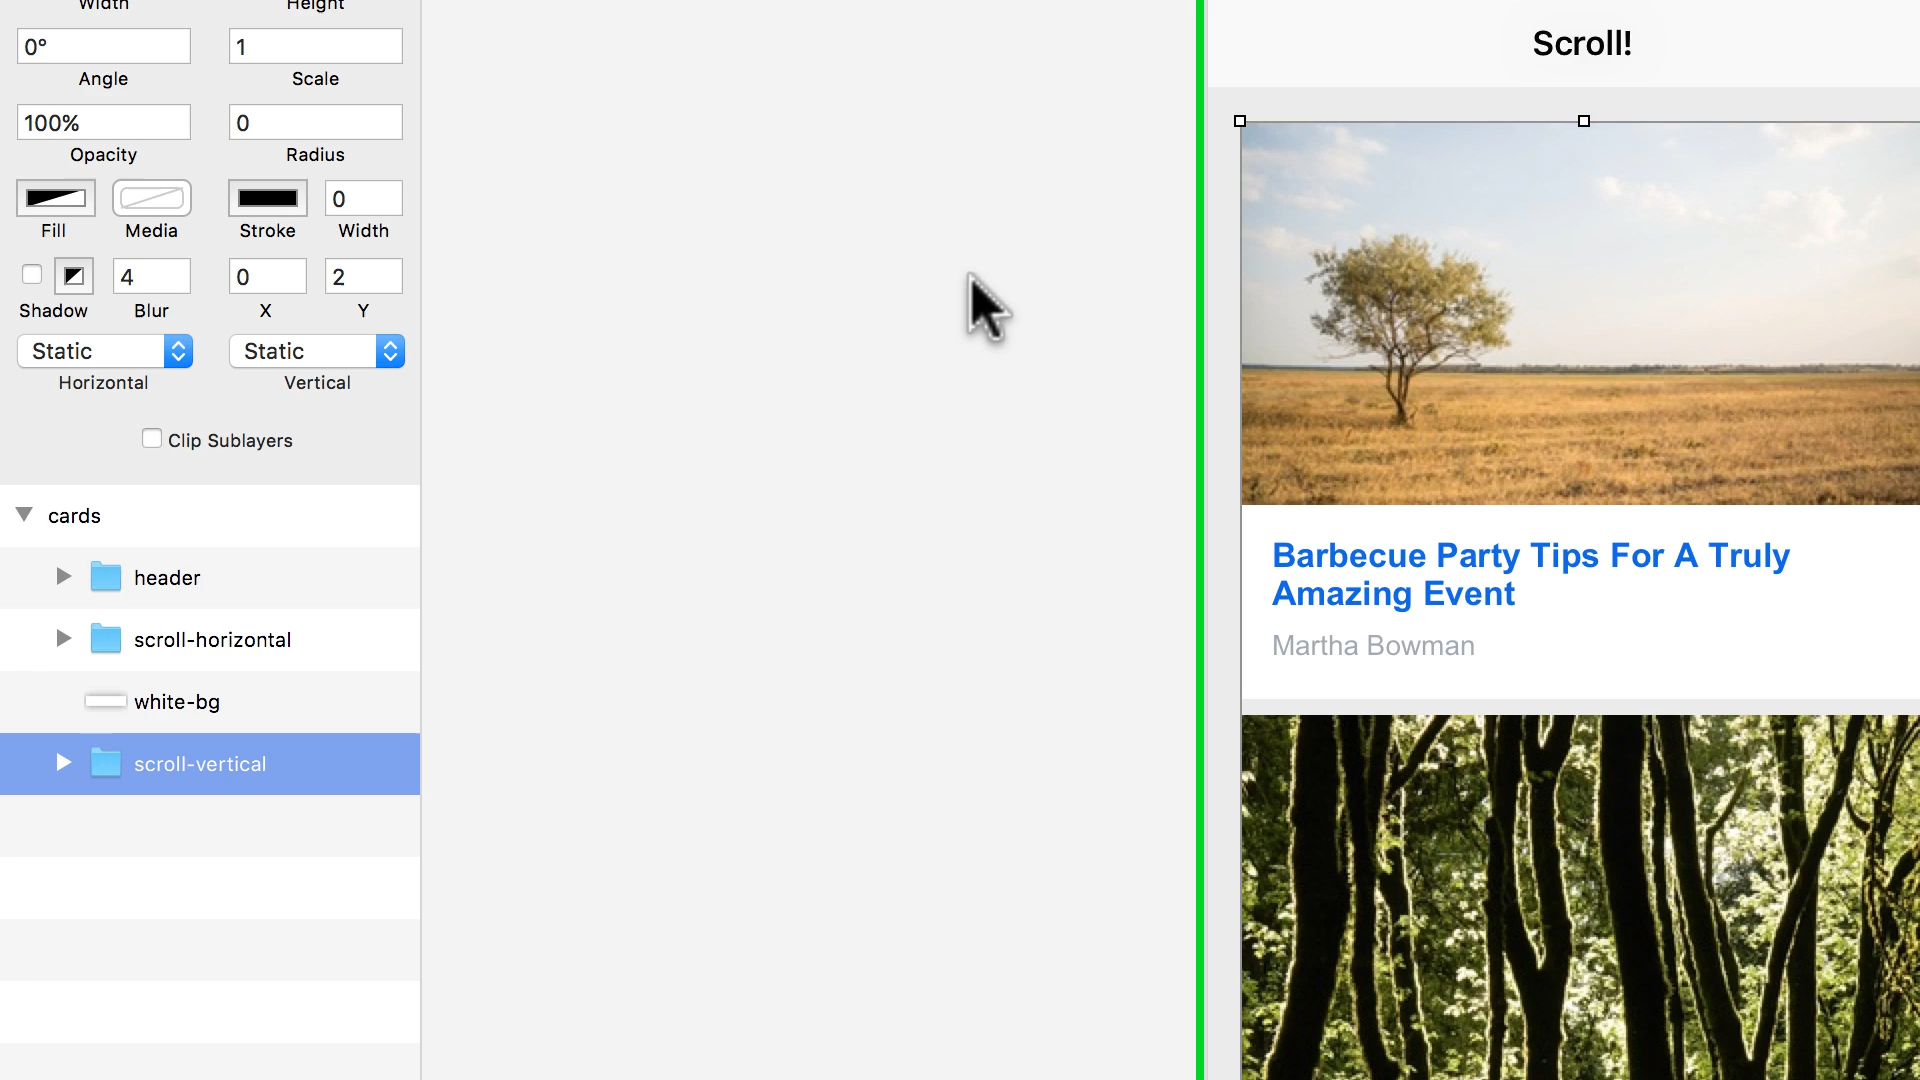 Width Height
0° 1
Angle Scale
100% 0
Opacity Radius
0
Fill Media Stroke Width
4 0 2
Shadow Blur X Y
Static Static
Horizontal Vertical
Clip Sublayers
cards
header
scroll-horizontal
white-bg
scroll-vertical
Scroll!
Barbecue Party Tips For A Truly
Amazing Event
Martha Bowman